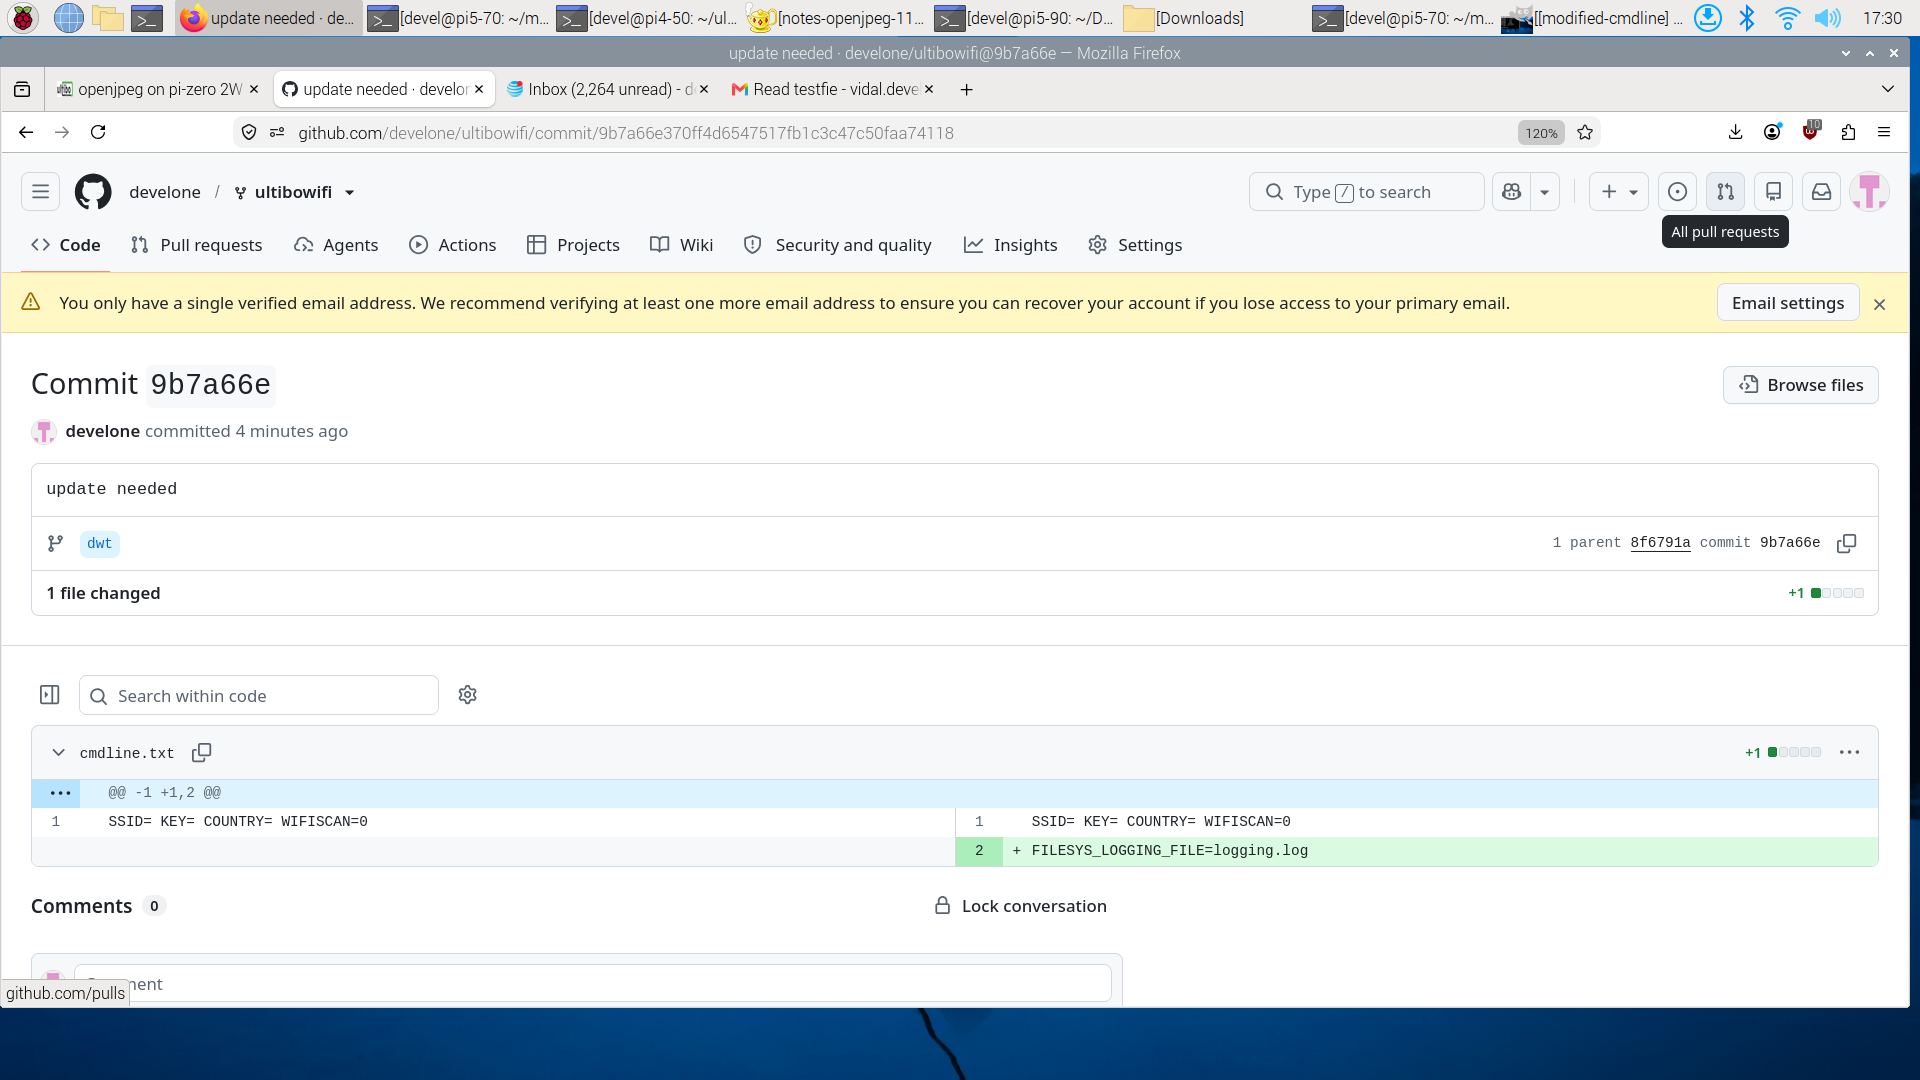 update needed · de...
[devel@pi5-70: ~/m...
[devel@pi4-50: ~/ul...
[notes-openjpeg-11...
[devel@pi5-90: ~/D...
[Downloads]
[devel@pi5-70: ~/m...
[[modified-cmdline] ...
17:30
update needed · develone/ultibowifi@9b7a66e — Mozilla Firefox
openjpeg on pi-zero 2W
update needed · develor
Inbox (2,264 unread) - d
Read testfie - vidal.devel
github.com/develone/ultibowifi/commit/9b7a66e370ff4d6547517fb1c3c47c50faa74118
120%
10
develone / ultibowifi
Type / to search
All pull requests
Code
Pull requests
Agents
Actions
Projects
Wiki
Security and quality
Insights
Settings
You only have a single verified email address. We recommend verifying at least one more email address to ensure you can recover your account if you lose access to your primary email.
Email settings
Commit 9b7a66e
Browse files
develone committed 4 minutes ago
update needed
dwt
1 parent 8f6791a commit 9b7a66e
1 file changed
+1
Search within code
cmdline.txt
+1
@@ -1 +1,2 @@
1 SSID= KEY= COUNTRY= WIFISCAN=0
1 SSID= KEY= COUNTRY= WIFISCAN=0
2 + FILESYS_LOGGING_FILE=logging.log
Comments 0
Lock conversation
github.com/pulls